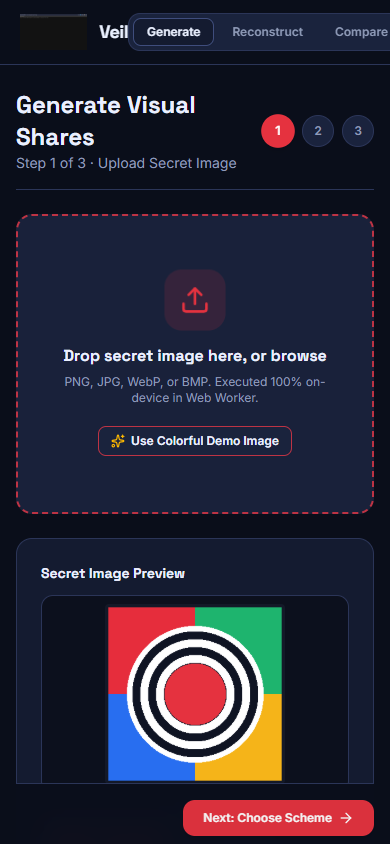 Veil
Generate
Reconstruct
Compare
Generate Visual
Shares
Step 1 of 3 · Upload Secret Image
1
2
3
Drop secret image here, or browse
PNG, JPG, WebP, or BMP. Executed 100% on-
device in Web Worker.
Use Colorful Demo Image
Secret Image Preview
Next: Choose Scheme